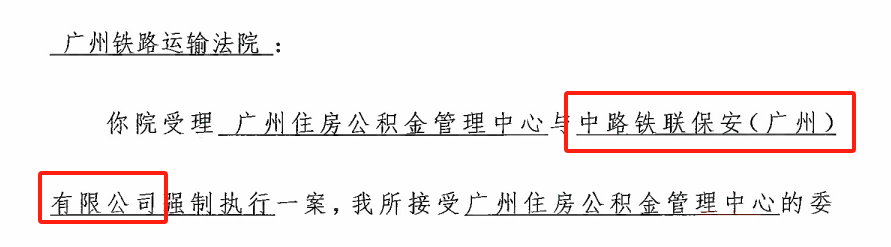 广州铁路运输法院：
你院受理 广州住房公积金管理中心与中路铁联保安（广州）
有限公司强制执行一案，我所接受广州住房公积金管理中心的委